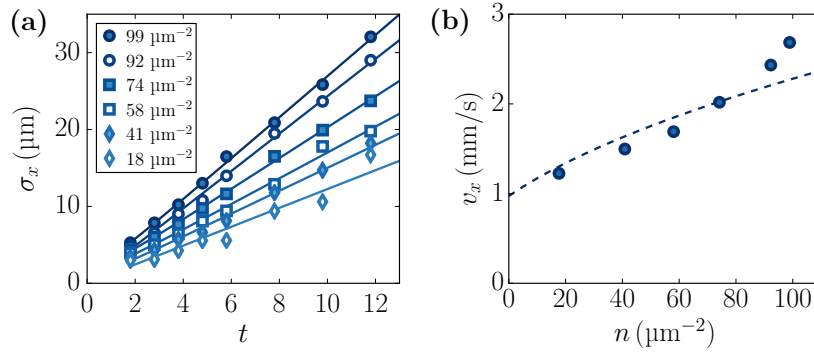 (a)
30
20
10
0
σx (µm)
99 µm−2
92 µm−2
74 µm−2
58 µm−2
41 µm−2
18 µm−2
0 2 4 6 8 10 12
t
(b)
3
2
1
0
vx (mm/s)
0 20 40 60 80 100
n (µm−2)